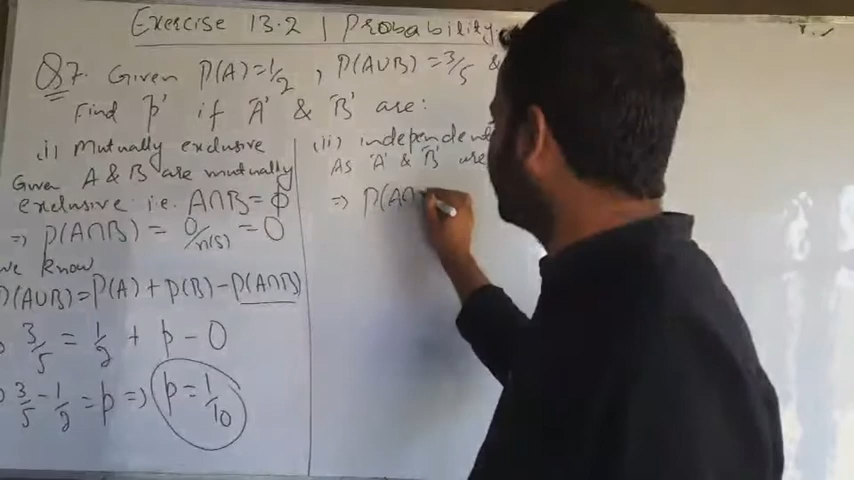 Exercise 13.2 | Probability
Q7. Given P(A)=1/2 , P(A∪B) =3/5 &
Find 'p' if 'A' & 'B' are:
(i) Mutually exclusive
Given A & B are mutually
exclusive i.e. A∩B = ϕ
=> P(A∩B) = 0/n(S) = 0
we know
P(A∪B)=P(A)+P(B)-P(A∩B)
3/5 = 1/2 + p - 0
3/5 - 1/2 = p => p = 1/10
(ii) independent
As 'A' & 'B' are
=> P(A∩